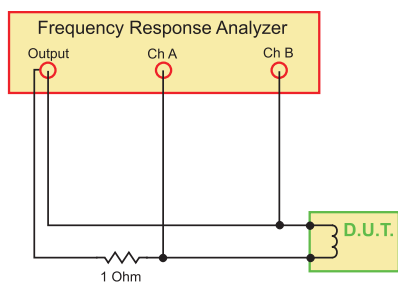 Frequency Response Analyzer
Output
Ch A
Ch B
D.U.T.
1 Ohm